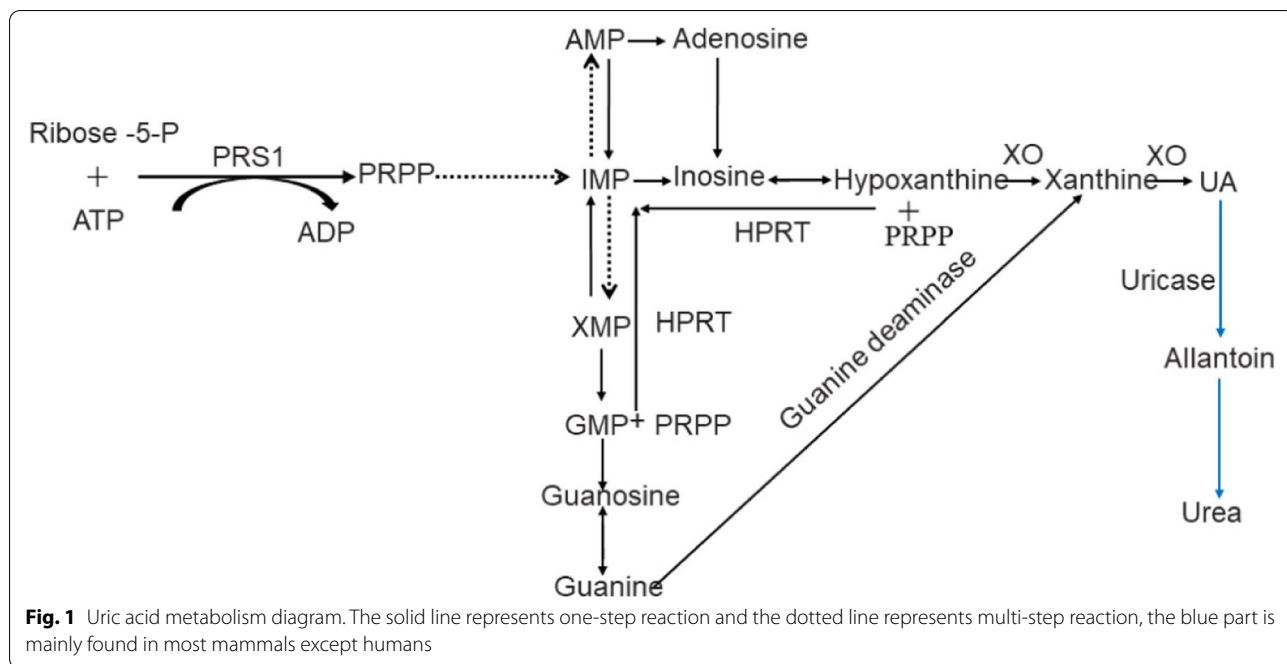 AMP Adenosine
Ribose -5-P
PRS1 XO XO
+ PRPP IMP Inosine Hypoxanthine Xanthine UA
ATP ADP HPRT + PRPP
Uricase
XMP HPRT
Guanine deaminase
Allantoin
GMP + PRPP
Guanosine
Urea
Guanine
Fig. 1 Uric acid metabolism diagram. The solid line represents one-step reaction and the dotted line represents multi-step reaction, the blue part is
mainly found in most mammals except humans